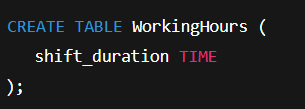 CREATE TABLE WorkingHours (
shift_duration TIME
);